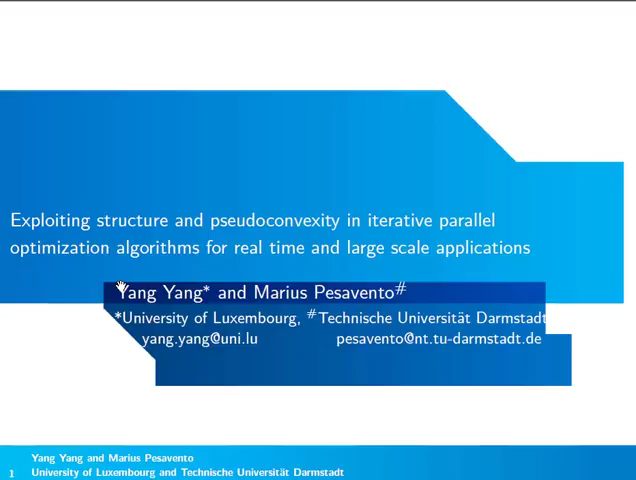 Exploiting structure and pseudoconvexity in iterative parallel
optimization algorithms for real time and large scale applications
Yang Yang* and Marius Pesavento#
*University of Luxembourg, #Technische Universität Darmstadt
yang.yang@uni.lu pesavento@nt.tu-darmstadt.de
Yang Yang and Marius Pesavento
1 University of Luxembourg and Technische Universität Darmstadt